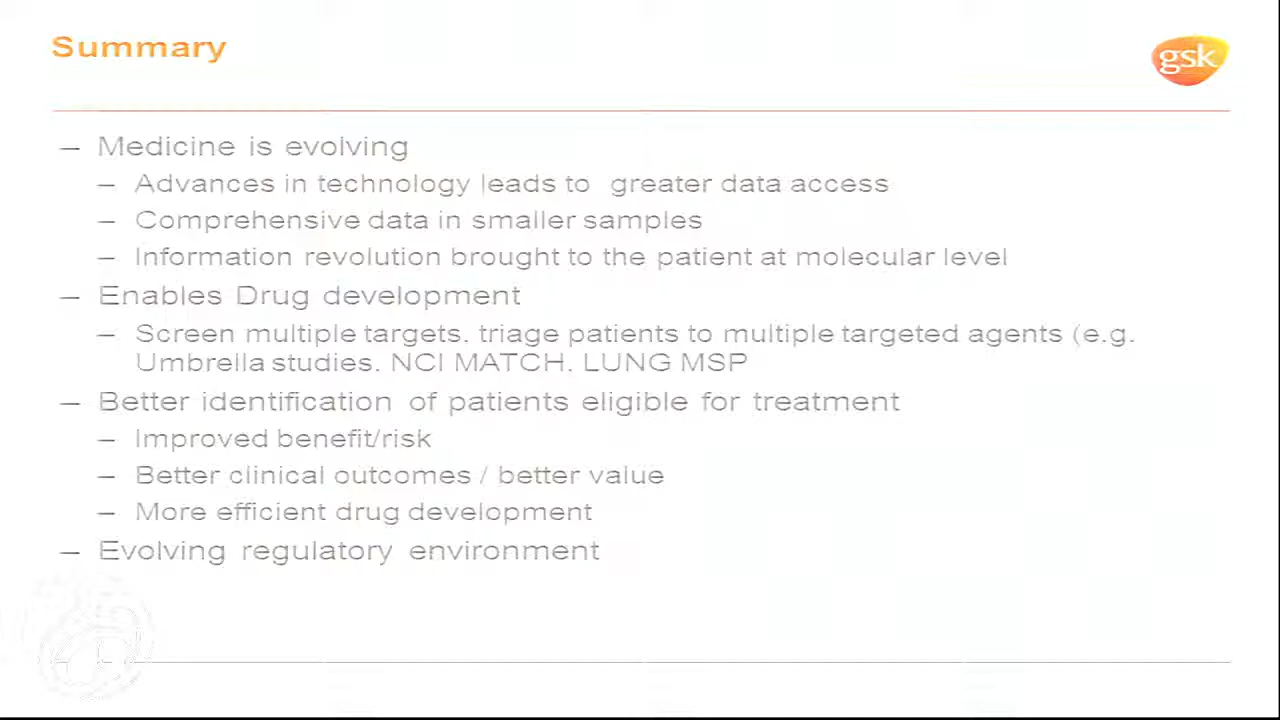 Summary
gsk
– Medicine is evolving
– Advances in technology leads to greater data access
– Comprehensive data in smaller samples
– Information revolution brought to the patient at molecular level
– Enables Drug development
– Screen multiple targets, triage patients to multiple targeted agents (e.g.
Umbrella studies, NCI MATCH, LUNG MSP
– Better identification of patients eligible for treatment
– Improved benefit/risk
– Better clinical outcomes / better value
– More efficient drug development
– Evolving regulatory environment